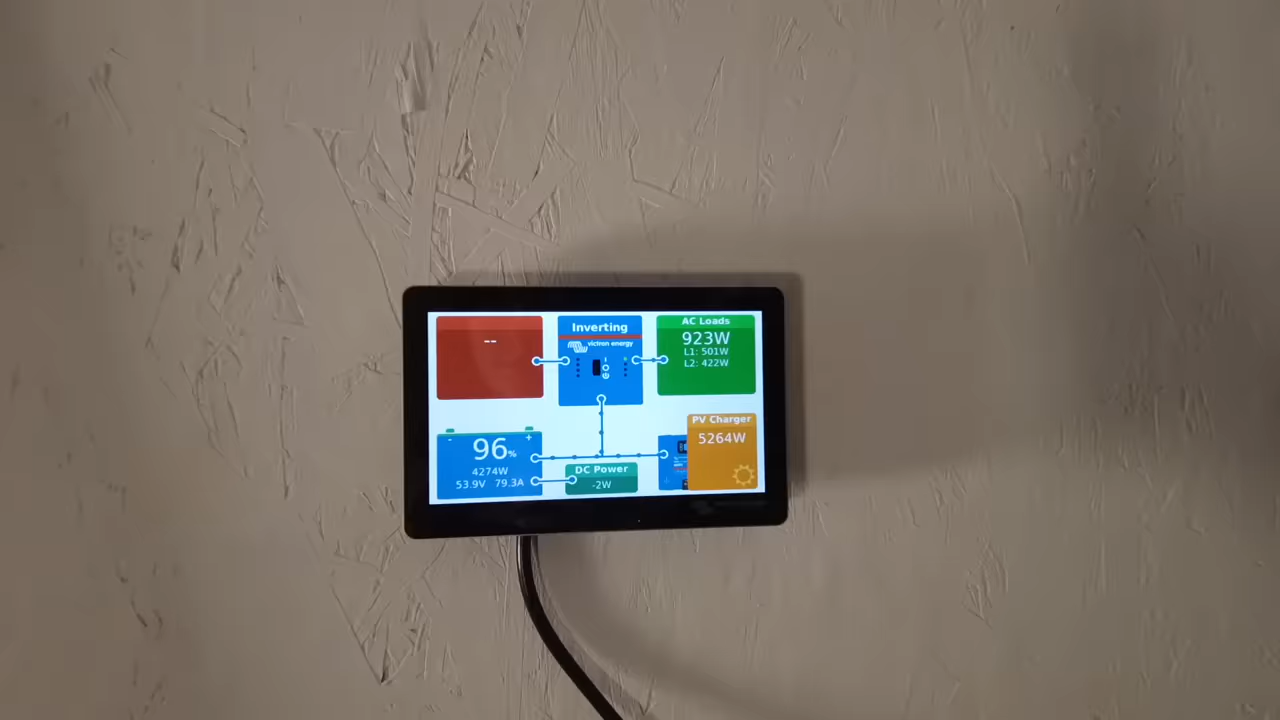 --
Inverting
victron energy
AC Loads
923W
L1: 501W
L2: 422W
- +
96%
4274W
53.9V 79.3A
DC Power
-2W
PV Charger
5264W